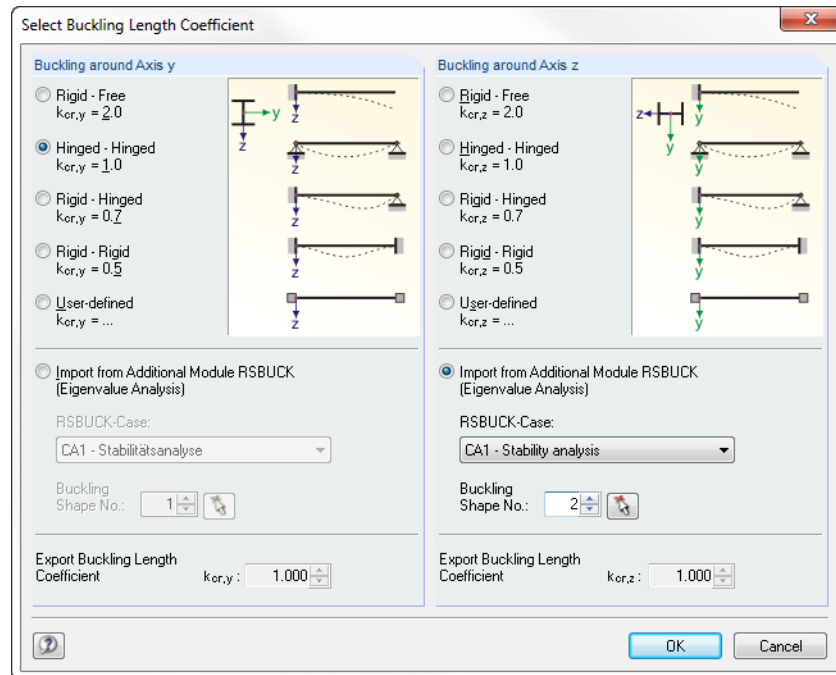 Select Buckling Length Coefficient
x
Buckling around Axis y
Rigid - Free
kcr,y = 2.0
Hinged - Hinged
kcr,y = 1.0
Rigid - Hinged
kcr,y = 0.7
Rigid - Rigid
kcr,y = 0.5
User-defined
kcr,y = ...
y
z
z
z
z
z
z
Import from Additional Module RSBUCK
(Eigenvalue Analysis)
RSBUCK-Case:
CA1 - Stabilitätsanalyse
Buckling
Shape No.: 1
Export Buckling Length
Coefficient kcr,y : 1.000
Buckling around Axis z
Rigid - Free
kcr,z = 2.0
Hinged - Hinged
kcr,z = 1.0
Rigid - Hinged
kcr,z = 0.7
Rigid - Rigid
kcr,z = 0.5
User-defined
kcr,z = ...
z
y
y
y
y
y
y
Import from Additional Module RSBUCK
(Eigenvalue Analysis)
RSBUCK-Case:
CA1 - Stability analysis
Buckling
Shape No.: 2
Export Buckling Length
Coefficient kcr,z : 1.000
?
OK Cancel